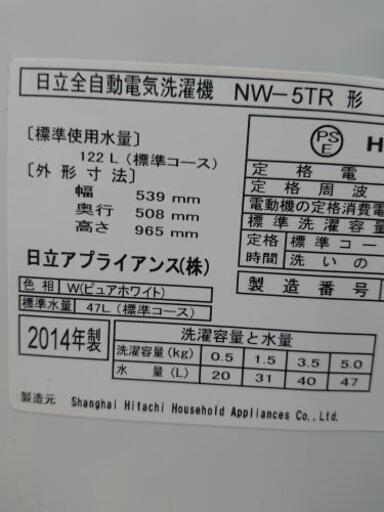 日立全自動電気洗濯機 NW-5TR 形
〔標準使用水量〕
122 L (標準コース)
〔外形寸法〕
幅 539 mm
奥行 508 mm
高さ 965 mm
日立アプライアンス(株)
色相 W(ピュアホワイト)
標準水量 47L (標準コース)
PS
E
H
定格電
定格周波
電動機の定格消費電
標準洗濯容量
定格 標準コー
時間 洗いの
製造番号
2014年製
洗濯容量と水量
洗濯容量(kg) 0.5 1.5 3.5 5.0
水量(L) 20 31 40 47
製造元 Shanghai Hitachi Household Appliances Co., Ltd.